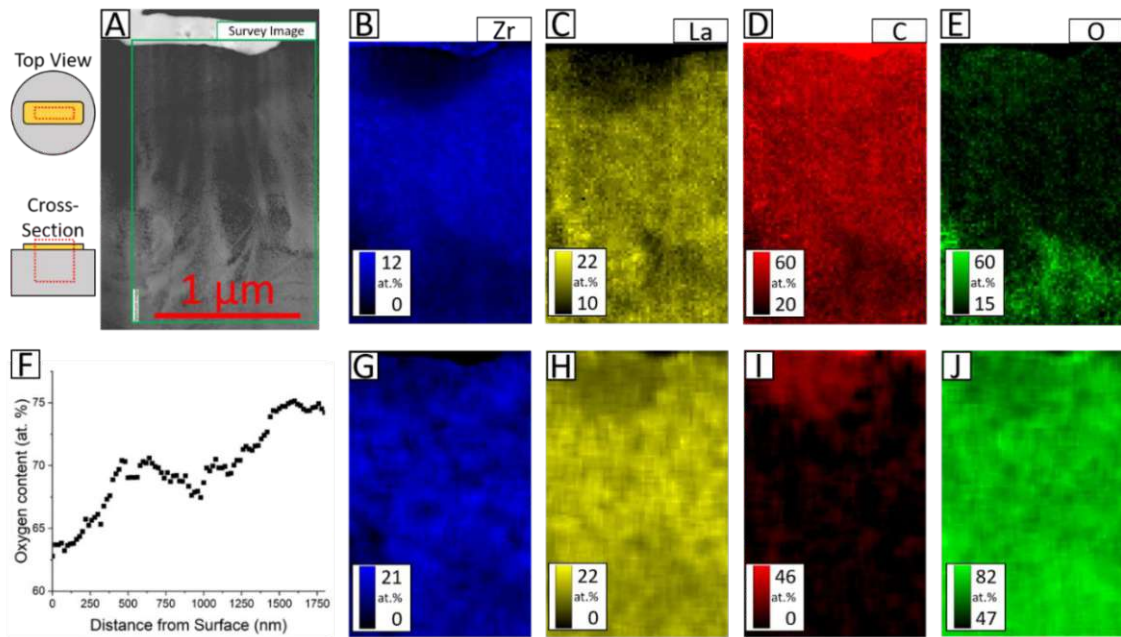 A
Survey Image
Top View
Cross-
Section
1 μm
B
Zr
12
at.%
0
C
La
22
at.%
10
D
C
60
at.%
20
E
O
60
at.%
15
F
Oxygen content (at. %)
75
70
65
60
0 250 500 750 1000 1250 1500 1750
Distance from Surface (nm)
G
21
at.%
0
H
22
at.%
0
I
46
at.%
0
J
82
at.%
47